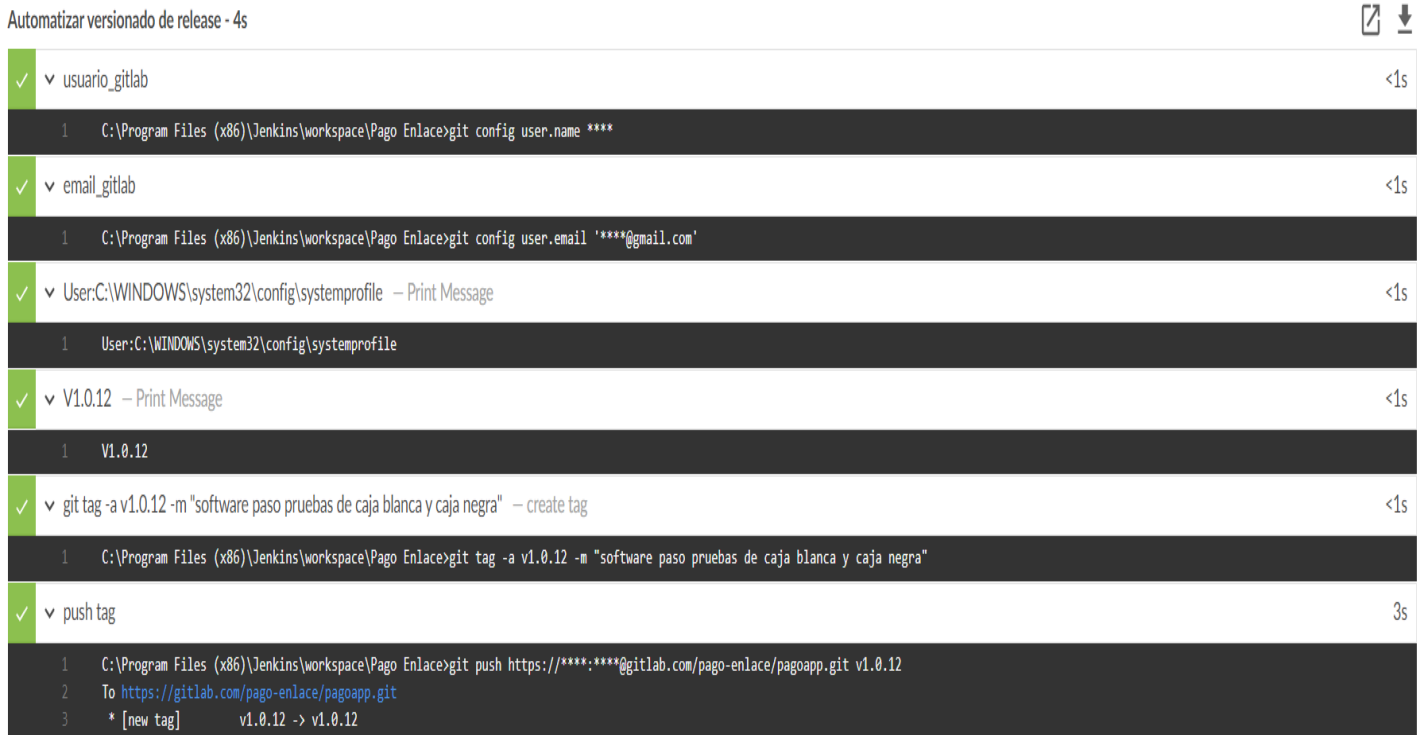 Automatizar versionado de release - 4s
usuario_gitlab <1s
1 C:\Program Files (x86)\Jenkins\workspace\Pago Enlace>git config user.name ****
email_gitlab <1s
1 C:\Program Files (x86)\Jenkins\workspace\Pago Enlace>git config user.email '****@gmail.com'
User:C:\WINDOWS\system32\config\systemprofile — Print Message <1s
1 User:C:\WINDOWS\system32\config\systemprofile
V1.0.12 — Print Message <1s
1 V1.0.12
git tag -a v1.0.12 -m "software paso pruebas de caja blanca y caja negra" — create tag <1s
1 C:\Program Files (x86)\Jenkins\workspace\Pago Enlace>git tag -a v1.0.12 -m "software paso pruebas de caja blanca y caja negra"
push tag 3s
1 C:\Program Files (x86)\Jenkins\workspace\Pago Enlace>git push https://****:****@gitlab.com/pago-enlace/pagoapp.git v1.0.12
2 To https://gitlab.com/pago-enlace/pagoapp.git
3 * [new tag] v1.0.12 -> v1.0.12